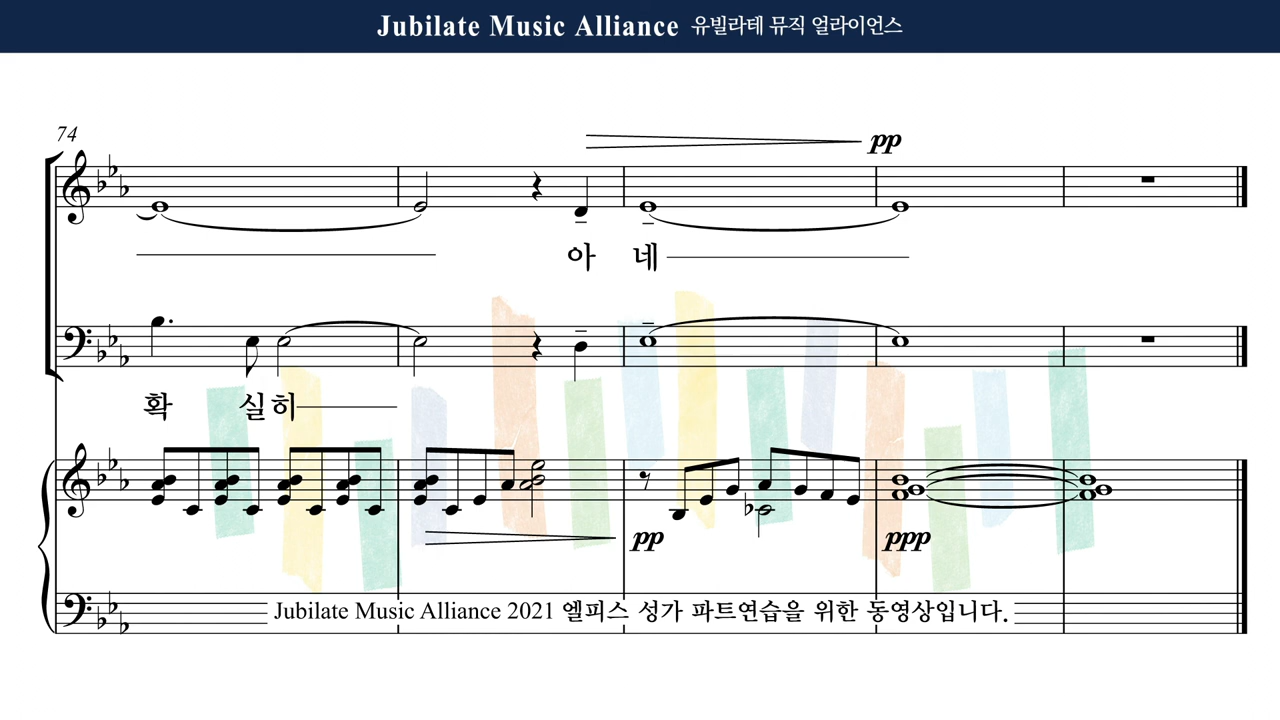 Jubilate Music Alliance 유빌라테 뮤직 얼라이언스
74
pp
아 네
확 실 히
pp ppp
Jubilate Music Alliance 2021 엘피스 성가 파트연습을 위한 동영상입니다.